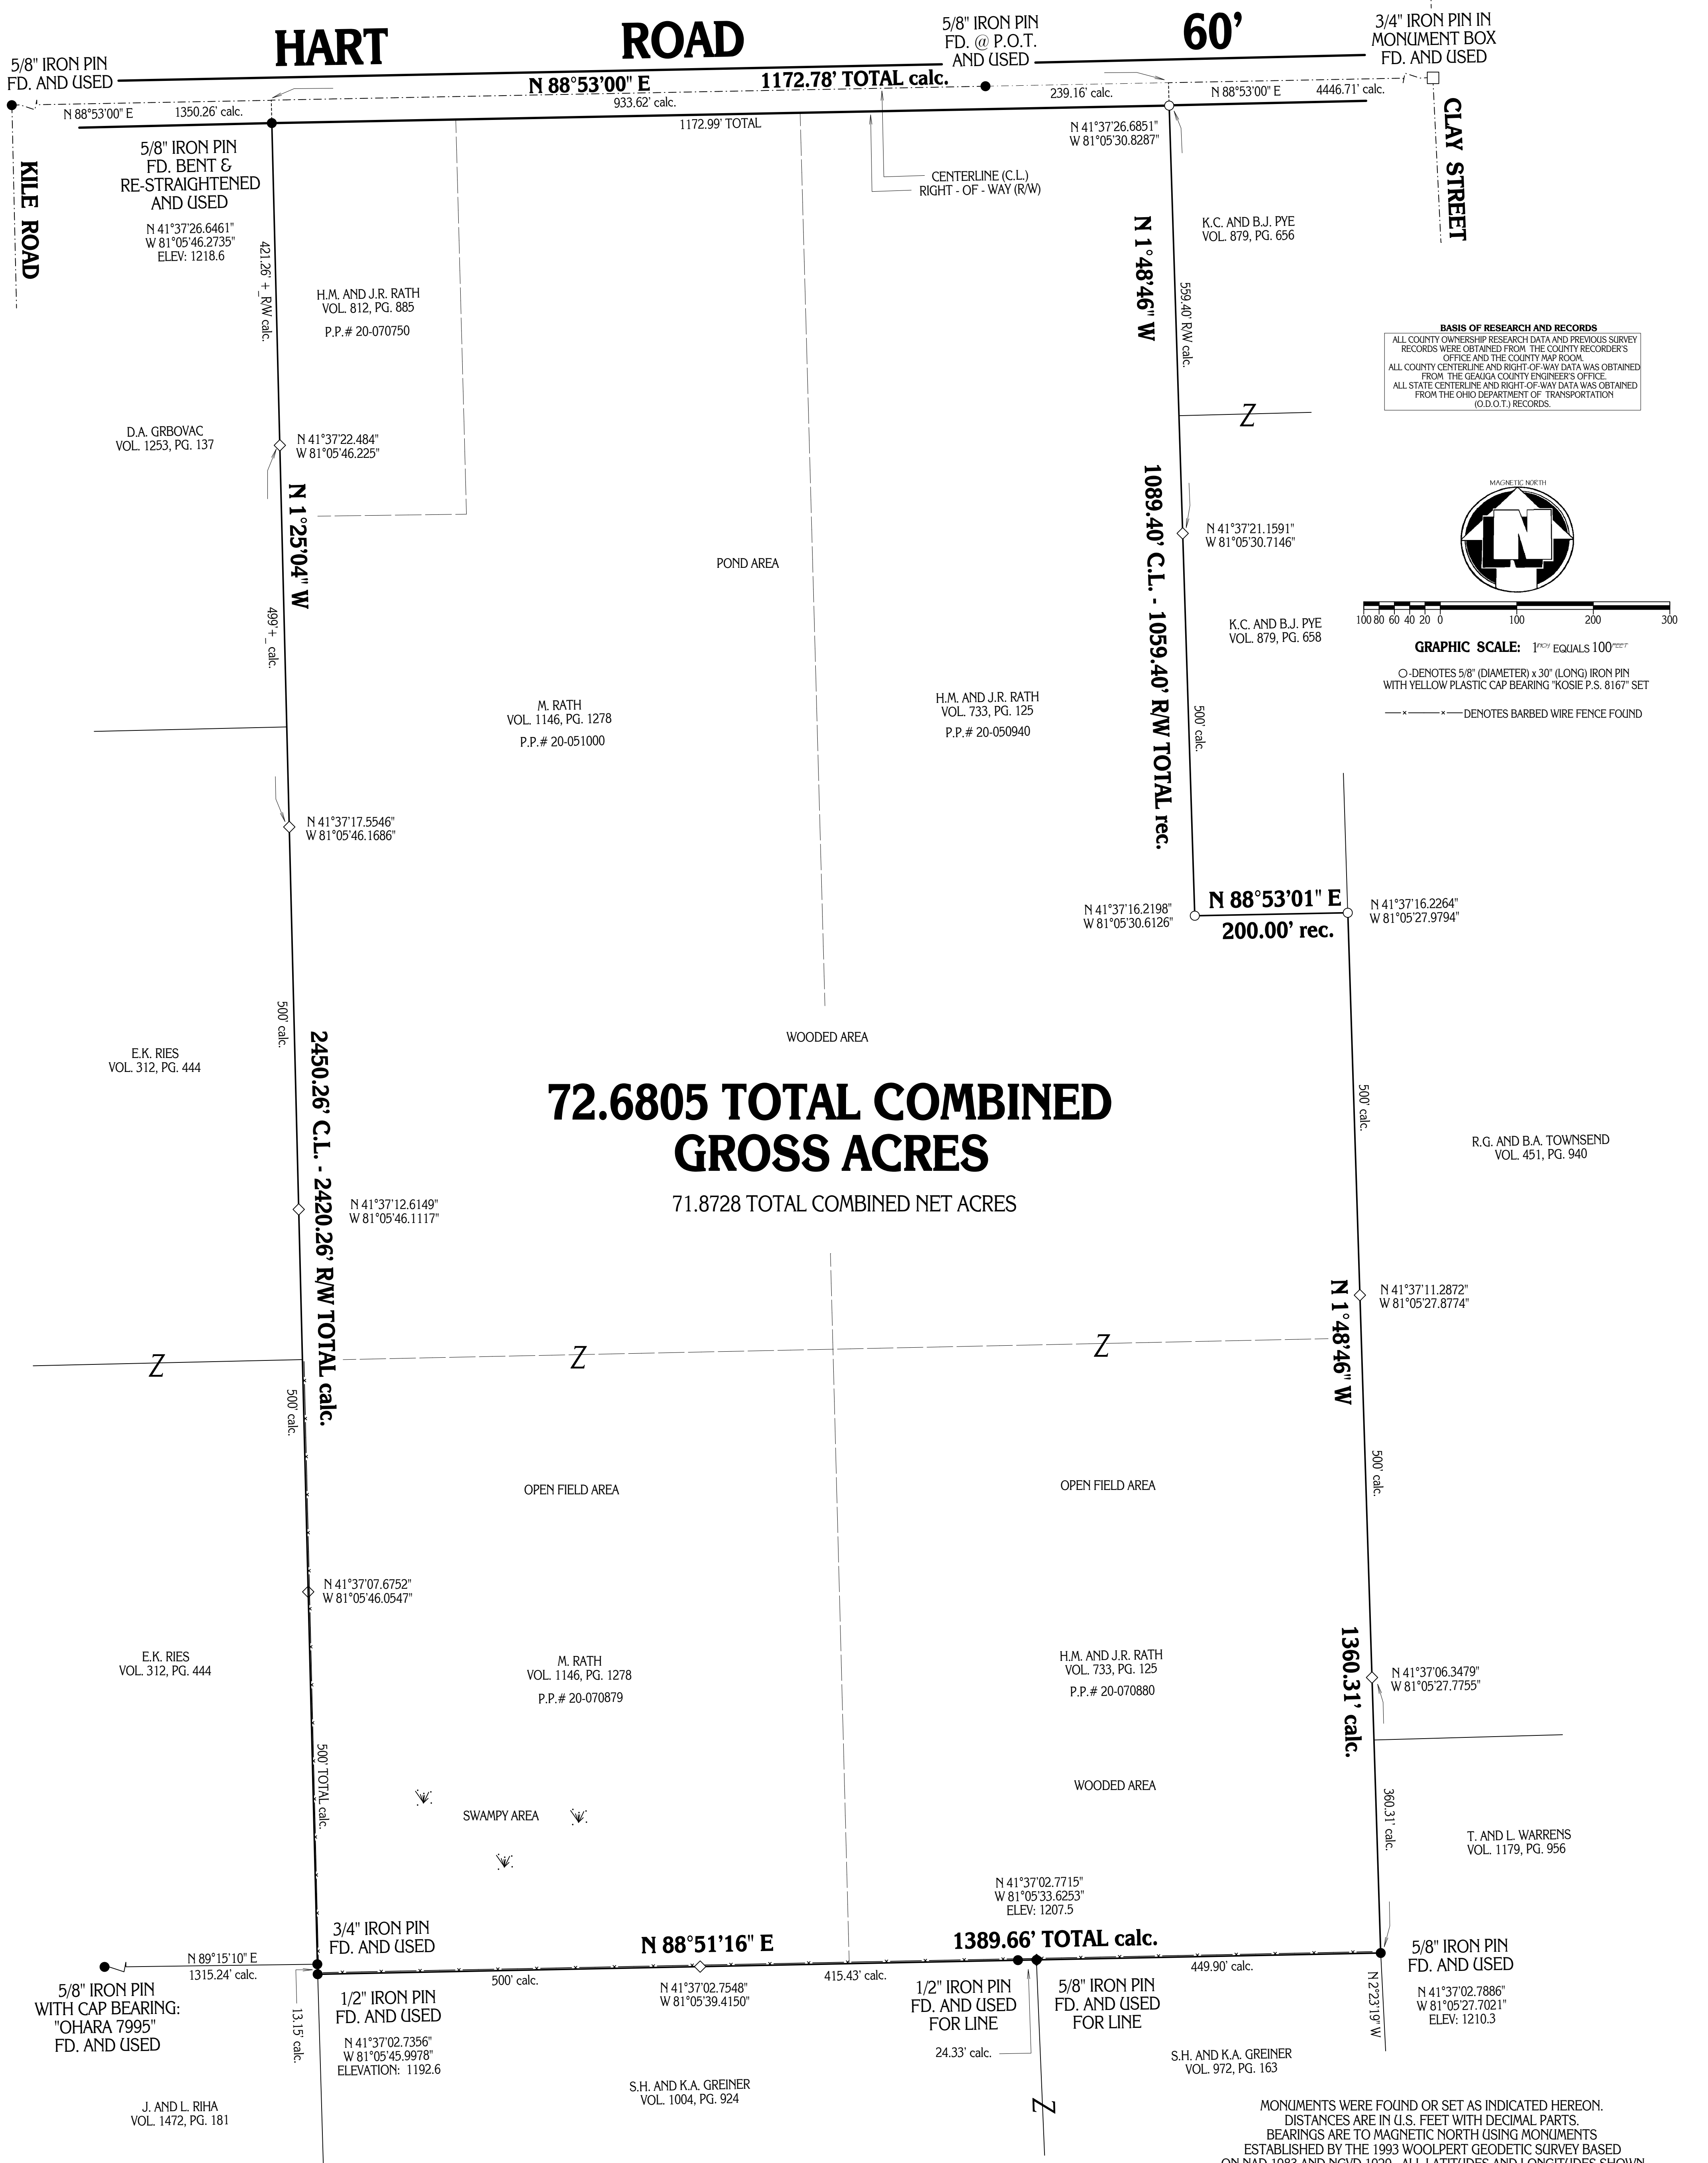 HART ROAD 60'
5/8" IRON PIN
FD. AND USED
5/8" IRON PIN
FD. @ P.O.T.
AND USED
3/4" IRON PIN IN
MONUMENT BOX
FD. AND USED
N 88°53'00" E 1172.78' TOTAL calc.
N 88°53'00" E 1350.26' calc.
933.62' calc.
239.16' calc.
N 88°53'00" E 4446.71' calc.
1172.99' TOTAL
KILE ROAD
CLAY STREET
5/8" IRON PIN
FD. BENT &
RE-STRAIGHTENED
AND USED
N 41°37'26.6461"
W 81°05'46.2735"
ELEV: 1218.6
N 41°37'26.6851"
W 81°05'30.8287"
CENTERLINE (C.L.)
RIGHT - OF - WAY (R/W)
421.26' +_R/W calc.
H.M. AND J.R. RATH
VOL. 812, PG. 885
P.P.# 20-070750
N 1°48'46" W
K.C. AND B.J. PYE
VOL. 879, PG. 656
559.40' R/W calc.
BASIS OF RESEARCH AND RECORDS
ALL COUNTY OWNERSHIP RESEARCH DATA AND PREVIOUS SURVEY
RECORDS WERE OBTAINED FROM THE COUNTY RECORDER'S
OFFICE AND THE COUNTY MAP ROOM.
ALL COUNTY CENTERLINE AND RIGHT-OF-WAY DATA WAS OBTAINED
FROM THE GEAUGA COUNTY ENGINEER'S OFFICE.
ALL STATE CENTERLINE AND RIGHT-OF-WAY DATA WAS OBTAINED
FROM THE OHIO DEPARTMENT OF TRANSPORTATION
(O.D.O.T.) RECORDS.
D.A. GRBOVAC
VOL. 1253, PG. 137
N 41°37'22.484"
W 81°05'46.225"
Z
MAGNETIC NORTH
N
N 1°25'04" W
1089.40' C.L. - 1059.40' R/W TOTAL rec.
N 41°37'21.1591"
W 81°05'30.7146"
POND AREA
499'+_ calc.
K.C. AND B.J. PYE
VOL. 879, PG. 658
100 80 60 40 20 0 100 200 300
GRAPHIC SCALE: 1INCH EQUALS 100FEET
O-DENOTES 5/8" (DIAMETER) x 30" (LONG) IRON PIN
WITH YELLOW PLASTIC CAP BEARING "KOSIE P.S. 8167" SET
DENOTES BARBED WIRE FENCE FOUND
M. RATH
VOL. 1146, PG. 1278
P.P.# 20-051000
H.M. AND J.R. RATH
VOL. 733, PG. 125
P.P.# 20-050940
500' calc.
N 41°37'17.5546"
W 81°05'46.1686"
N 41°37'16.2198"
W 81°05'30.6126"
N 88°53'01" E
200.00' rec.
N 41°37'16.2264"
W 81°05'27.9794"
500' calc.
E.K. RIES
VOL. 312, PG. 444
2450.26' C.L. - 2420.26' R/W TOTAL calc.
WOODED AREA
72.6805 TOTAL COMBINED
GROSS ACRES
71.8728 TOTAL COMBINED NET ACRES
500' calc.
R.G. AND B.A. TOWNSEND
VOL. 451, PG. 940
N 41°37'12.6149"
W 81°05'46.1117"
N 41°37'11.2872"
W 81°05'27.8774"
N 1°48'46" W
Z
Z
Z
500' calc.
500' calc.
OPEN FIELD AREA
OPEN FIELD AREA
N 41°37'07.6752"
W 81°05'46.0547"
E.K. RIES
VOL. 312, PG. 444
M. RATH
VOL. 1146, PG. 1278
P.P.# 20-070879
H.M. AND J.R. RATH
VOL. 733, PG. 125
P.P.# 20-070880
1360.31' calc.
N 41°37'06.3479"
W 81°05'27.7755"
500' TOTAL calc.
SWAMPY AREA
WOODED AREA
360.31' calc.
T. AND L. WARRENS
VOL. 1179, PG. 956
N 41°37'02.7715"
W 81°05'33.6253"
ELEV: 1207.5
3/4" IRON PIN
FD. AND USED
N 88°51'16" E
1389.66' TOTAL calc.
N 89°15'10" E
1315.24' calc.
500' calc.
N 41°37'02.7548"
W 81°05'39.4150"
415.43' calc.
449.90' calc.
5/8" IRON PIN
FD. AND USED
N 41°37'02.7886"
W 81°05'27.7021"
ELEV: 1210.3
N 2°23'19" W
5/8" IRON PIN
WITH CAP BEARING:
"OHARA 7995"
FD. AND USED
13.15' calc.
1/2" IRON PIN
FD. AND USED
N 41°37'02.7356"
W 81°05'45.9978"
ELEVATION: 1192.6
1/2" IRON PIN
FD. AND USED
FOR LINE
5/8" IRON PIN
FD. AND USED
FOR LINE
24.33' calc.
S.H. AND K.A. GREINER
VOL. 972, PG. 163
S.H. AND K.A. GREINER
VOL. 1004, PG. 924
Z
J. AND L. RIHA
VOL. 1472, PG. 181
MONUMENTS WERE FOUND OR SET AS INDICATED HEREON.
DISTANCES ARE IN U.S. FEET WITH DECIMAL PARTS.
BEARINGS ARE TO MAGNETIC NORTH USING MONUMENTS
ESTABLISHED BY THE 1993 WOOLPERT GEODETIC SURVEY BASED
ON NAD 1983 AND NGVD 1929. ALL LATITUDES AND LONGITUDES SHOWN